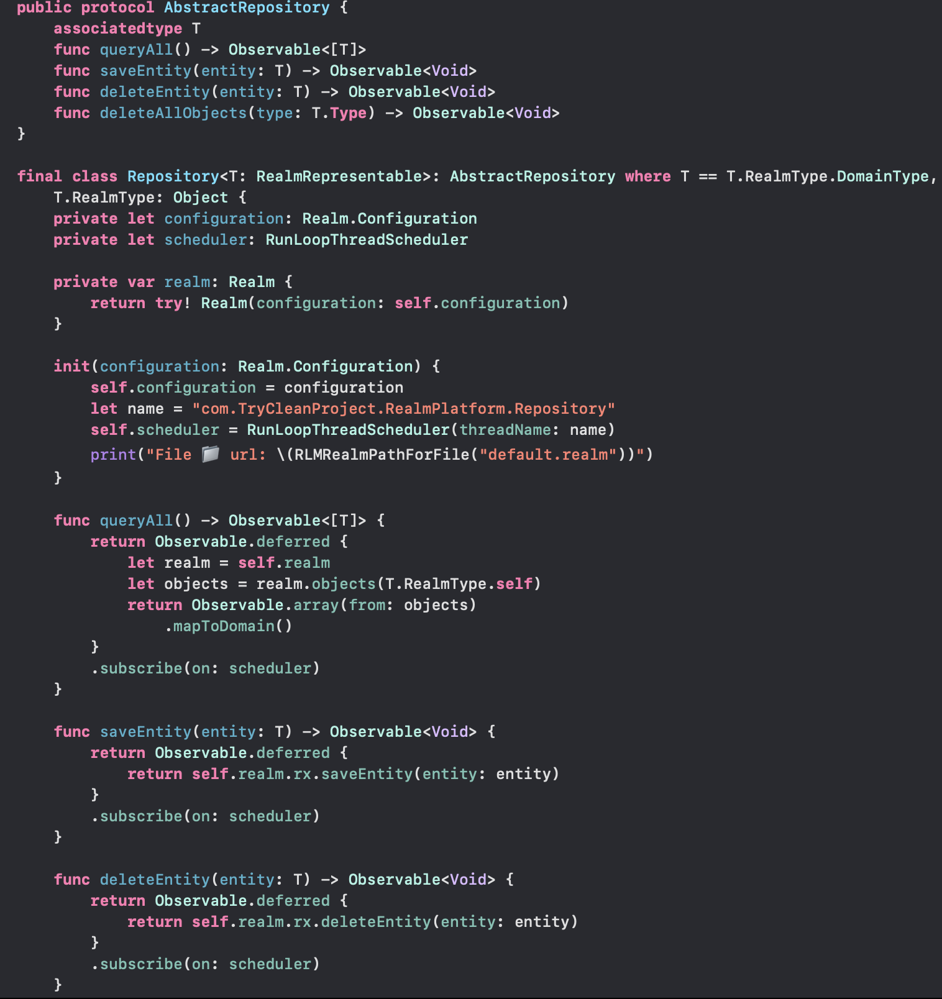 public protocol AbstractRepository {
    associatedtype T
    func queryAll() -> Observable<[T]>
    func saveEntity(entity: T) -> Observable<Void>
    func deleteEntity(entity: T) -> Observable<Void>
    func deleteAllObjects(type: T.Type) -> Observable<Void>
}

final class Repository<T: RealmRepresentable>: AbstractRepository where T == T.RealmType.DomainType,
    T.RealmType: Object {
    private let configuration: Realm.Configuration
    private let scheduler: RunLoopThreadScheduler

    private var realm: Realm {
        return try! Realm(configuration: self.configuration)
    }

    init(configuration: Realm.Configuration) {
        self.configuration = configuration
        let name = "com.TryCleanProject.RealmPlatform.Repository"
        self.scheduler = RunLoopThreadScheduler(threadName: name)
        print("File 📁 url: \(RLMRealmPathForFile("default.realm"))")
    }

    func queryAll() -> Observable<[T]> {
        return Observable.deferred {
            let realm = self.realm
            let objects = realm.objects(T.RealmType.self)
            return Observable.array(from: objects)
                .mapToDomain()
        }
        .subscribe(on: scheduler)
    }

    func saveEntity(entity: T) -> Observable<Void> {
        return Observable.deferred {
            return self.realm.rx.saveEntity(entity: entity)
        }
        .subscribe(on: scheduler)
    }

    func deleteEntity(entity: T) -> Observable<Void> {
        return Observable.deferred {
            return self.realm.rx.deleteEntity(entity: entity)
        }
        .subscribe(on: scheduler)
    }